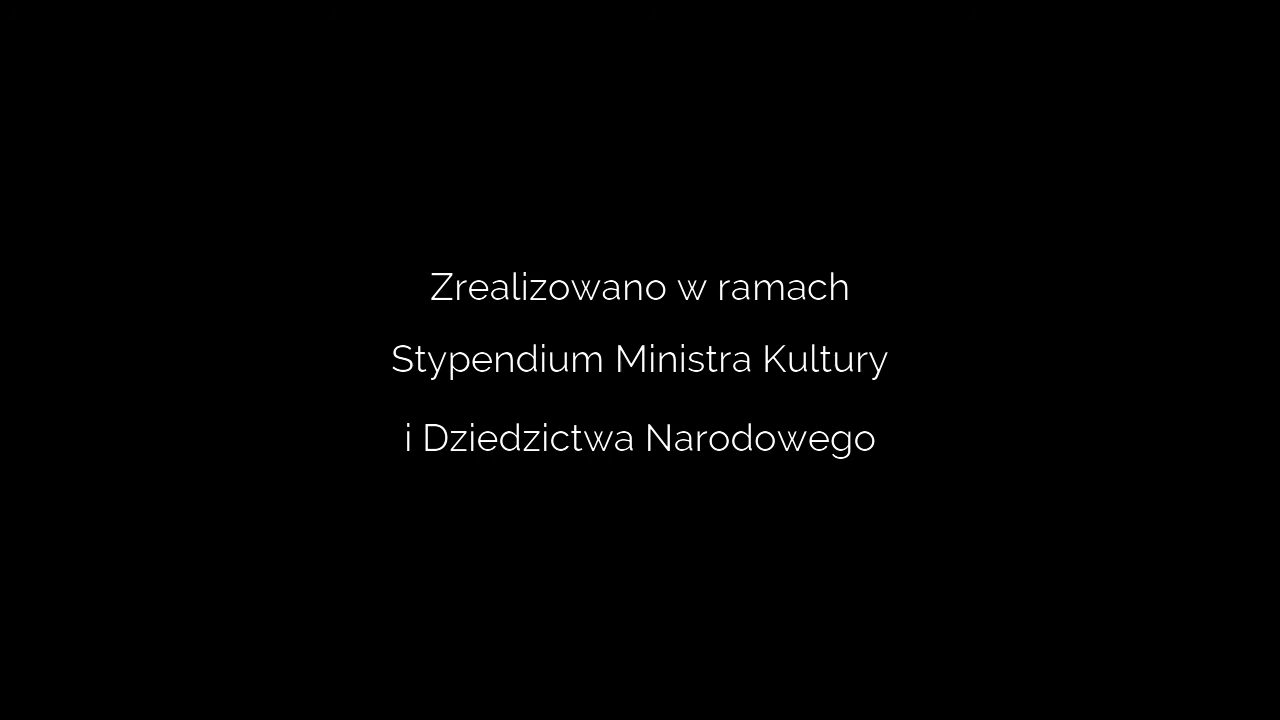 Zrealizowano w ramach
Stypendium Ministra Kultury
i Dziedzictwa Narodowego